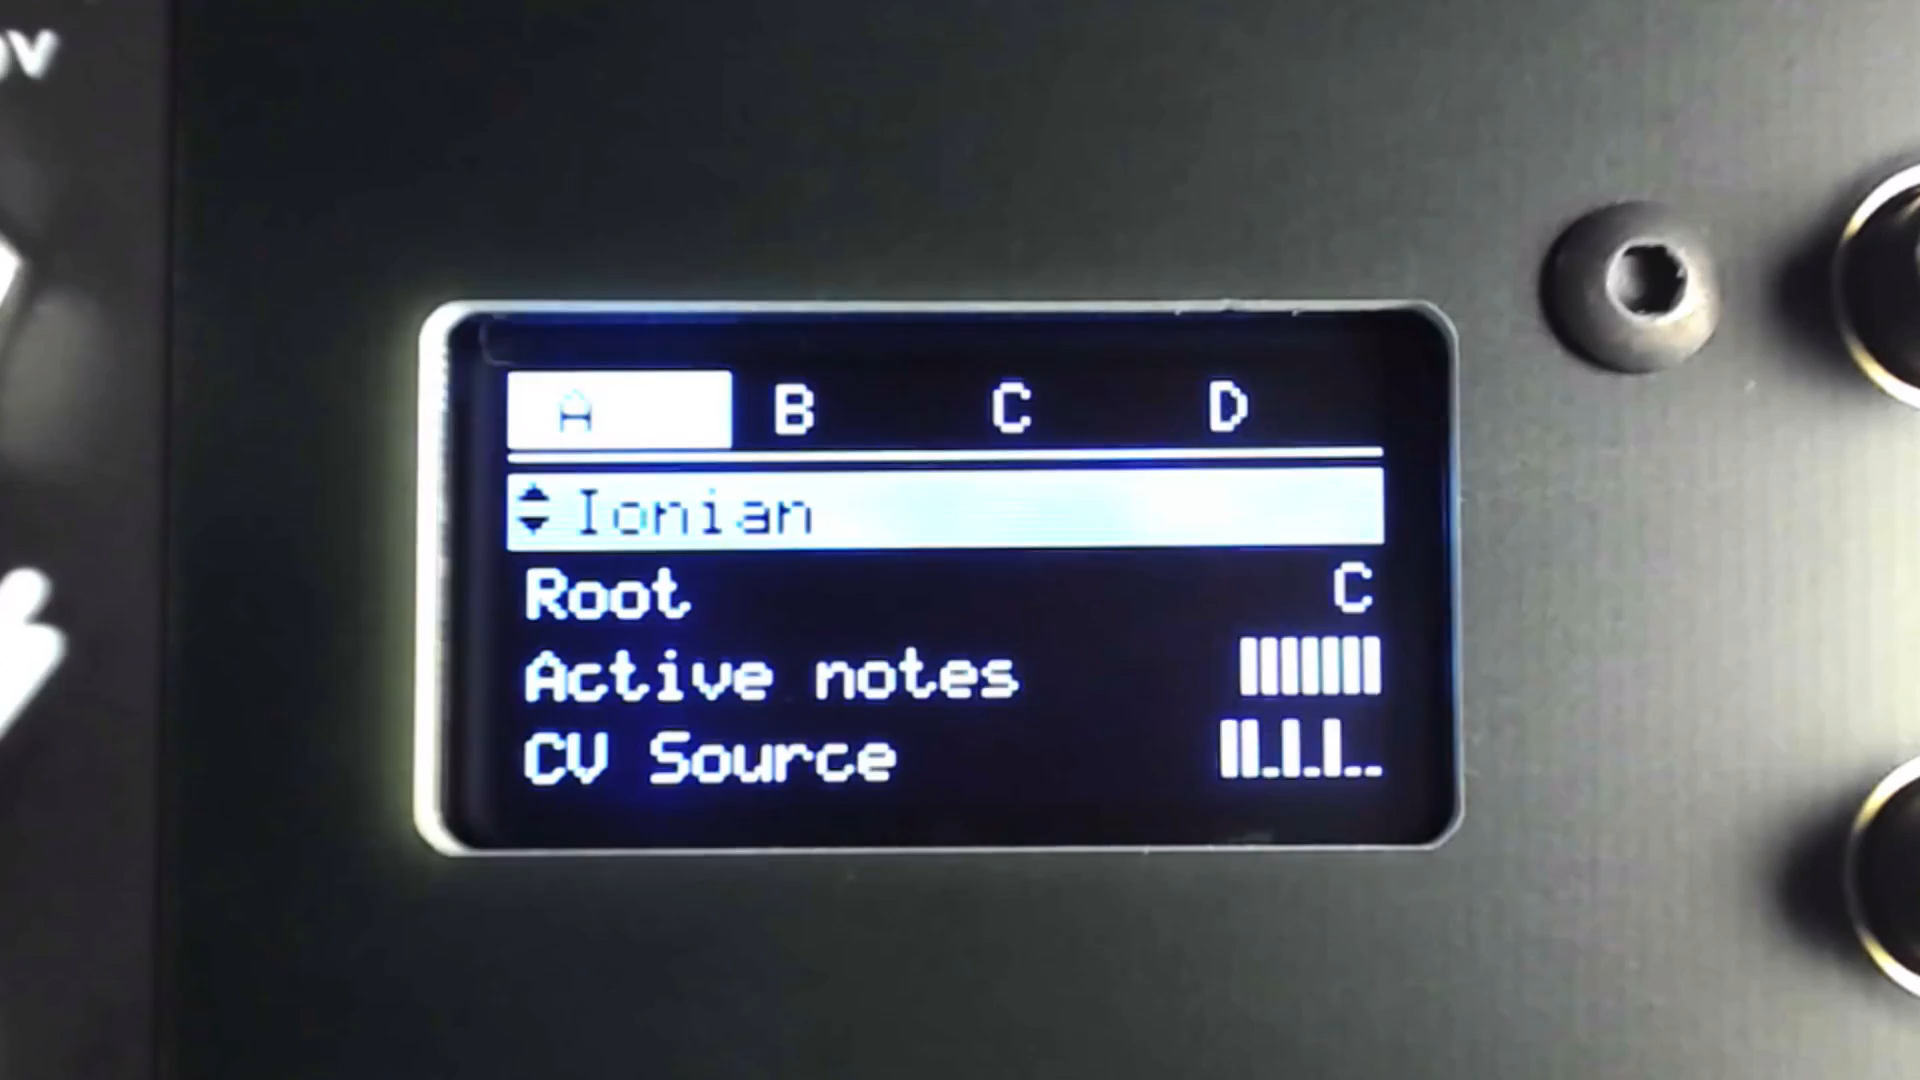 A B C D
Ionian
Root C
Active notes
CV Source